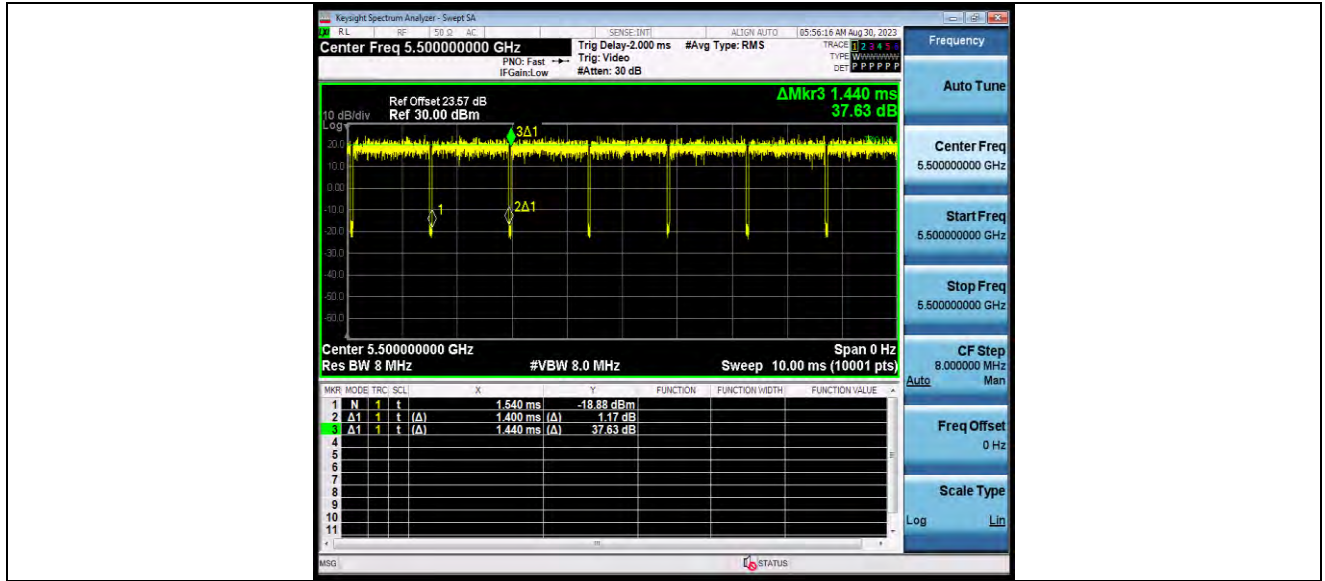 Keysight Spectrum Analyzer - Swept SA
RL RF 50 Ω AC SENSE:INT ALIGN AUTO 05:56:16 AM Aug 30, 2023
Center Freq 5.500000000 GHz
Trig Delay-2.000 ms #Avg Type: RMS
TRACE 1 2 3 4 5 6
PNO: Fast Trig: Video
TYPE
IFGain:Low #Atten: 30 dB
DET P P P P P P
ΔMkr3 1.440 ms
37.63 dB
Ref Offset 23.57 dB
10 dB/div Ref 30.00 dBm
Log
3Δ1
20.0
10.0
0.00
-10.0
1
2Δ1
-20.0
-30.0
-40.0
-50.0
-60.0
Center 5.500000000 GHz Span 0 Hz
Res BW 8 MHz #VBW 8.0 MHz Sweep 10.00 ms (10001 pts)
MKR MODE TRC SCL X Y FUNCTION FUNCTION WIDTH FUNCTION VALUE
1 N 1 t 1.540 ms -18.88 dBm
2 Δ1 1 t (Δ) 1.400 ms (Δ) 1.17 dB
3 Δ1 1 t (Δ) 1.440 ms (Δ) 37.63 dB
4
5
6
7
8
9
10
11
MSG STATUS
Frequency
Auto Tune
Center Freq
5.500000000 GHz
Start Freq
5.500000000 GHz
Stop Freq
5.500000000 GHz
CF Step
8.000000 MHz
Auto Man
Freq Offset
0 Hz
Scale Type
Log Lin